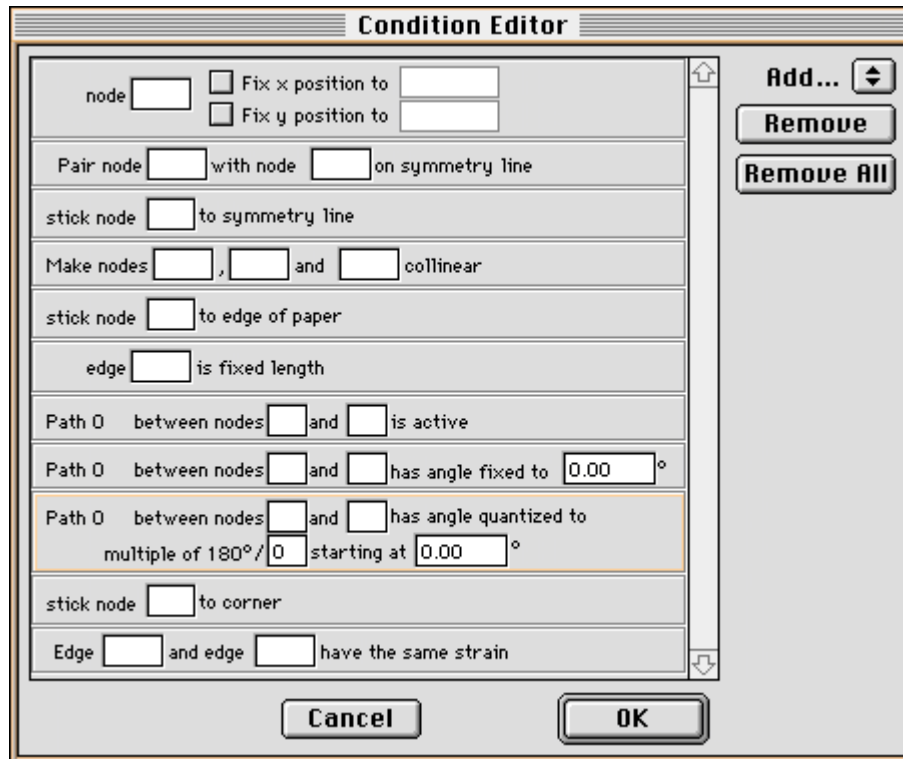 Condition Editor
node Fix x position to
Fix y position to
Pair node with node on symmetry line
stick node to symmetry line
Make nodes , and collinear
stick node to edge of paper
edge is fixed length
Path 0 between nodes and is active
Path 0 between nodes and has angle fixed to 0.00 °
Path 0 between nodes and has angle quantized to
multiple of 180°/ 0 starting at 0.00 °
stick node to corner
Edge and edge have the same strain
Add...
Remove
Remove All
Cancel
OK